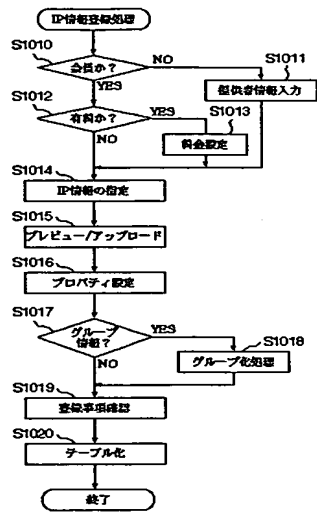 IP情報登録処理
S1010
会員か?
NO
S1011
YES
提供者情報入力
S1012
有料か?
YES
S1013
NO
料金設定
S1014
IP情報の指定
S1015
プレビュー/アップロード
S1016
プロパティ設定
S1017
グループ
情報?
YES
S1018
NO
グループ化処理
S1019
登録事項確認
S1020
テーブル化
終了